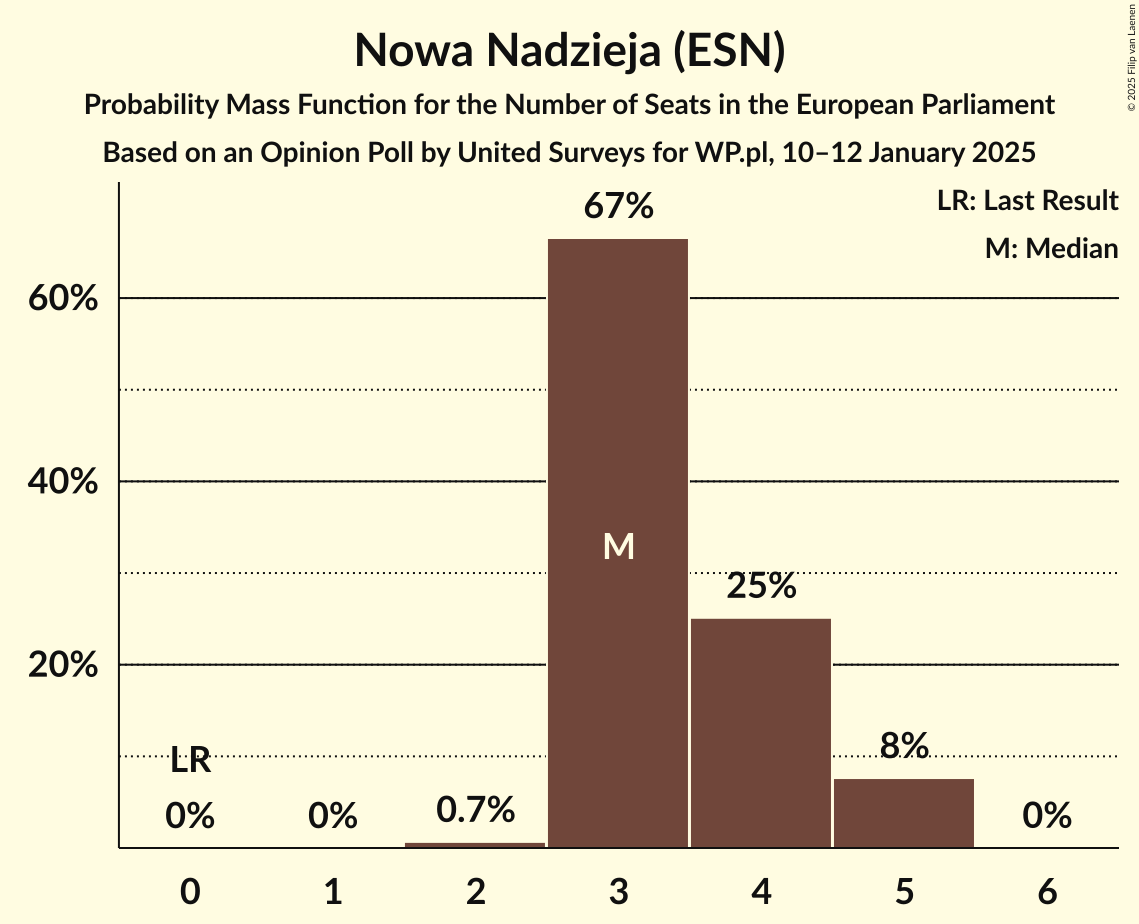 Nowa Nadzieja (ESN)
Probability Mass Function for the Number of Seats in the European Parliament
Based on an Opinion Poll by United Surveys for WP.pl, 10–12 January 2025
© 2025 Filip van Laenen
LR: Last Result
M: Median
67%
60%
40%
M
25%
20%
8%
LR
0%
0%
0.7%
0%
0
1
2
3
4
5
6